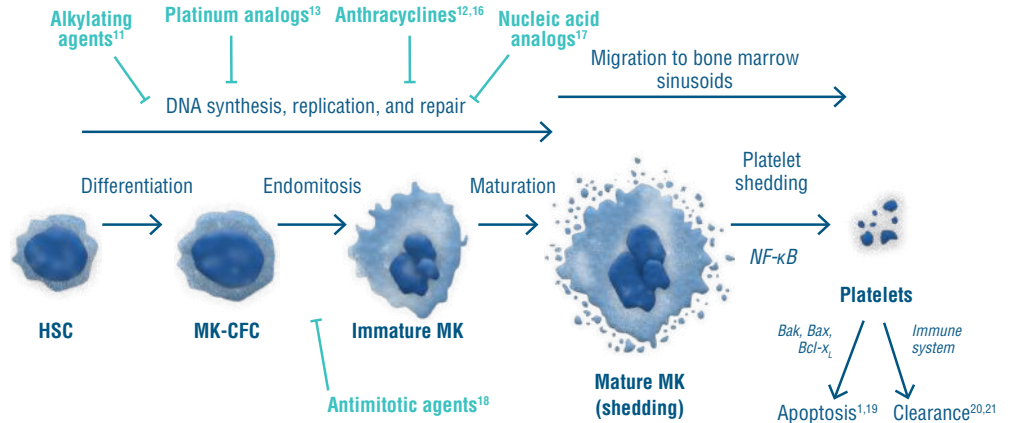 Alkylating
agents11
Platinum analogs13
Anthracyclines12,16
Nucleic acid
analogs17
DNA synthesis, replication, and repair
Migration to bone marrow
sinusoids
Differentiation
Endomitosis
Maturation
Platelet
shedding
NF-κB
HSC
MK-CFC
Immature MK
Mature MK
(shedding)
Platelets
Antimitotic agents18
Bak, Bax,
Bcl-xL
Immune
system
Apoptosis1,19
Clearance20,21